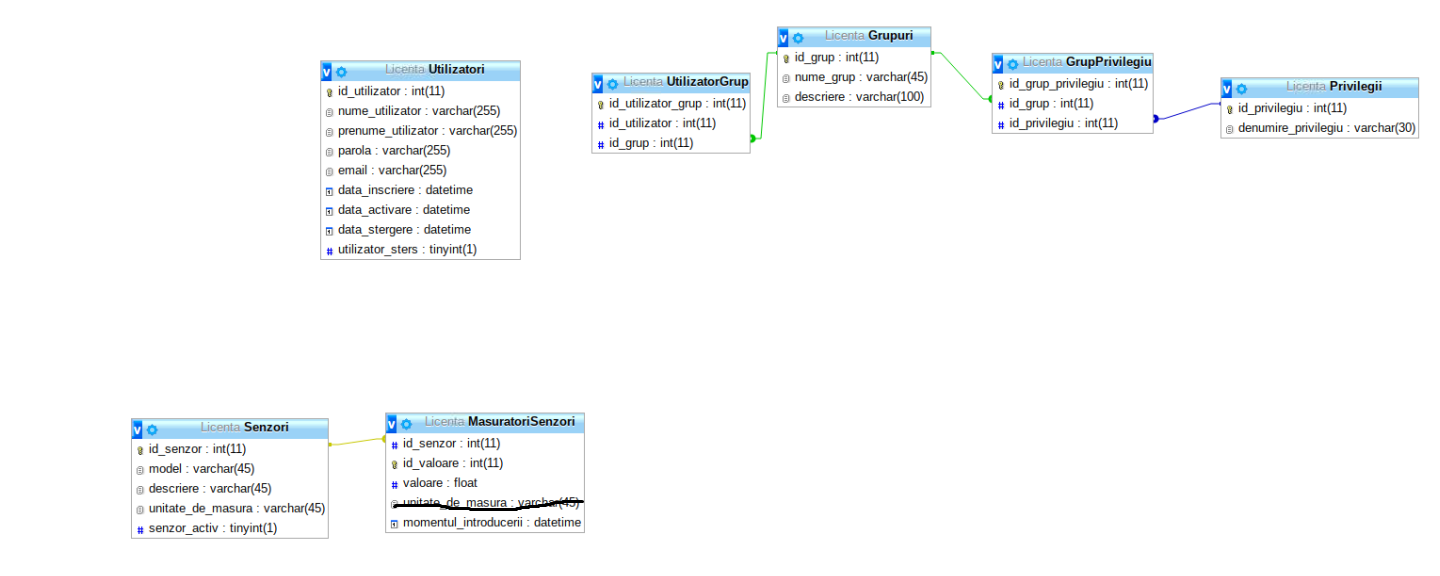 Licenta Utilizatori
id_utilizator : int(11)
nume_utilizator : varchar(255)
prenume_utilizator : varchar(255)
parola : varchar(255)
email : varchar(255)
data_inscriere : datetime
data_activare : datetime
data_stergere : datetime
utilizator_sters : tinyint(1)
Licenta UtilizatorGrup
id_utilizator_grup : int(11)
id_utilizator : int(11)
id_grup : int(11)
Licenta Grupuri
id_grup : int(11)
nume_grup : varchar(45)
descriere : varchar(100)
Licenta GrupPrivilegiu
id_grup_privilegiu : int(11)
id_grup : int(11)
id_privilegiu : int(11)
Licenta Privilegii
id_privilegiu : int(11)
denumire_privilegiu : varchar(30)
Licenta Senzori
id_senzor : int(11)
model : varchar(45)
descriere : varchar(45)
unitate_de_masura : varchar(45)
senzor_activ : tinyint(1)
Licenta MasuratoriSenzori
id_senzor : int(11)
id_valoare : int(11)
valoare : float
unitate_de_masura : varchar(45)
momentul_introducerii : datetime